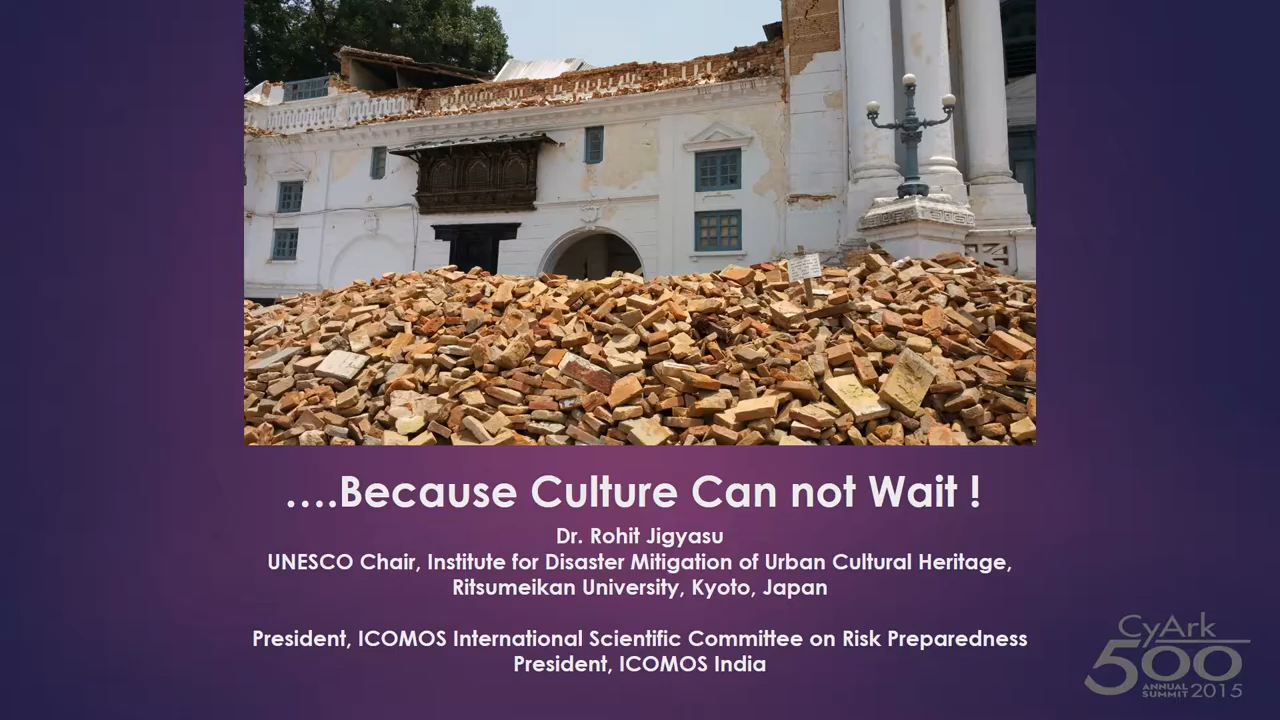 ....Because Culture Can not Wait !
Dr. Rohit Jigyasu
UNESCO Chair, Institute for Disaster Mitigation of Urban Cultural Heritage,
Ritsumeikan University, Kyoto, Japan
President, ICOMOS International Scientific Committee on Risk Preparedness
President, ICOMOS India
CyArk
500
ANNUAL
SUMMIT 2015